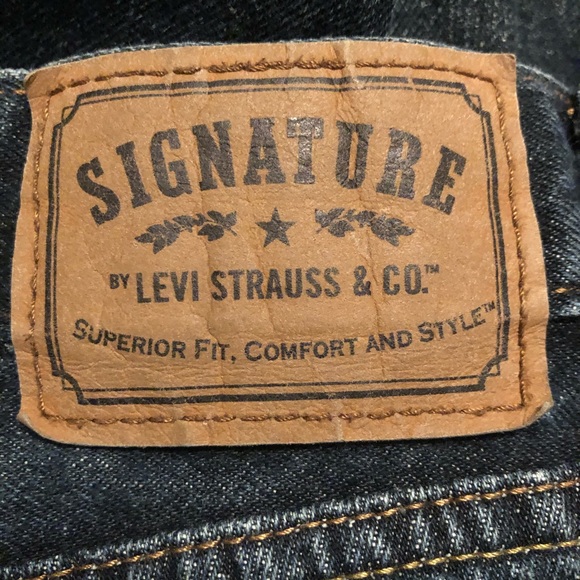 SIGNATURE
BY LEVI STRAUSS & CO.™
SUPERIOR FIT, COMFORT AND STYLE™